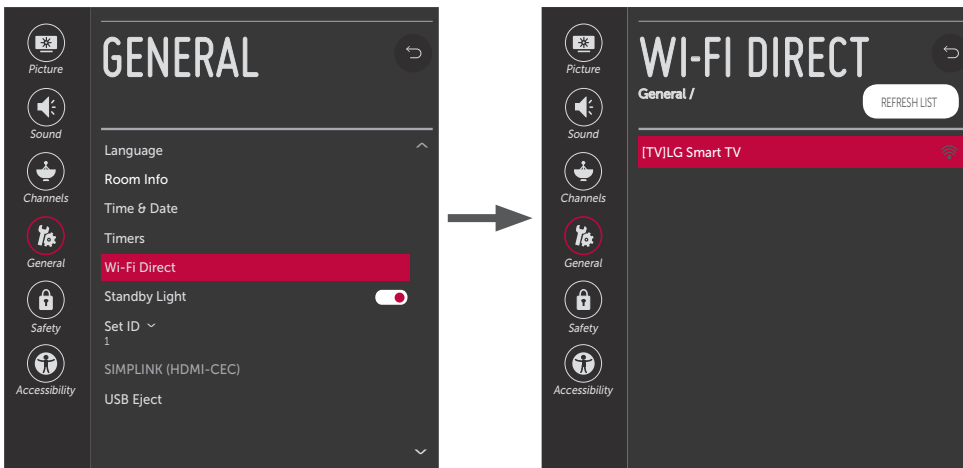 GENERAL
Picture
Sound
Channels
General
Safety
Accessibility
Language
Room Info
Time & Date
Timers
Wi-Fi Direct
Standby Light
Set ID
1
SIMPLINK (HDMI-CEC)
USB Eject
WI-FI DIRECT
General /
REFRESH LIST
Picture
Sound
Channels
General
Safety
Accessibility
[TV]LG Smart TV